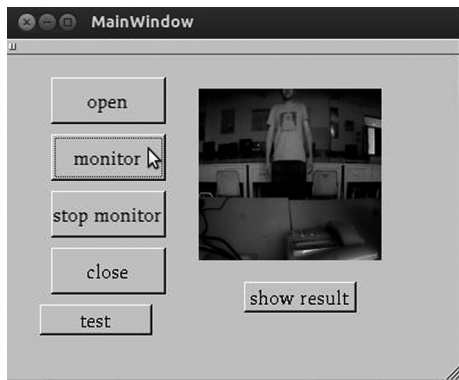 MainWindow
open
monitor
stop monitor
close
test
show result